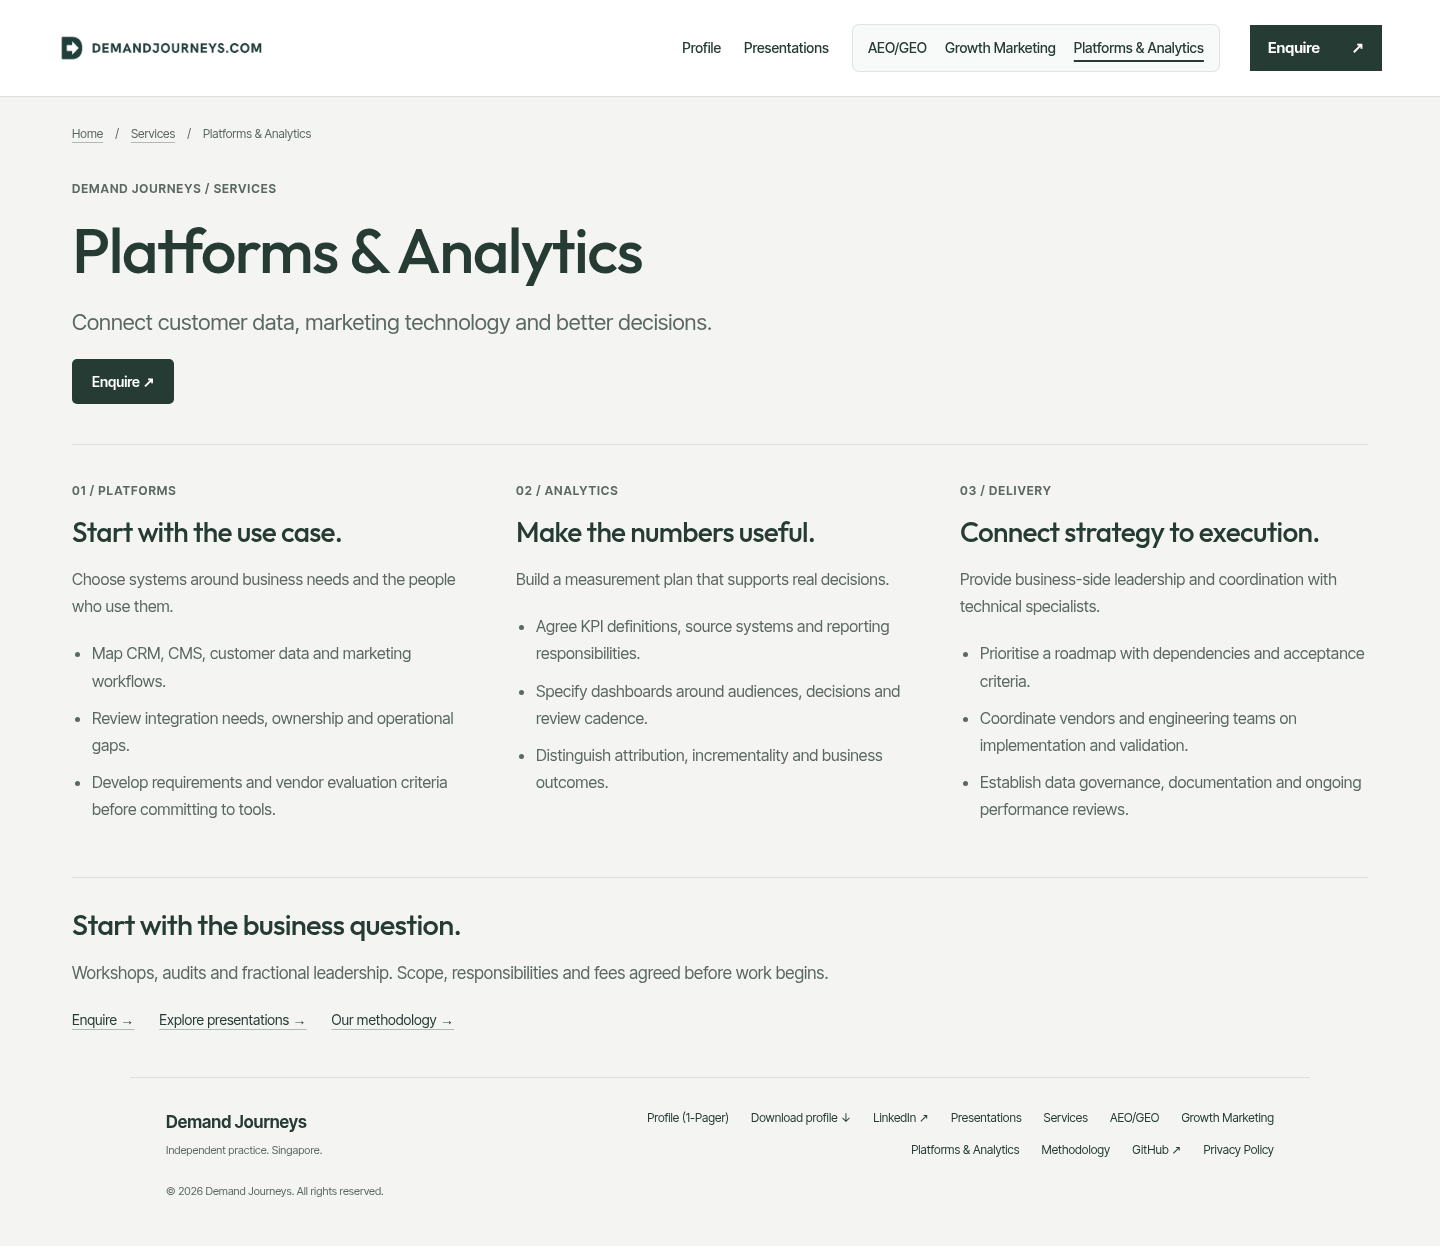 DEMANDJOURNEYS.COM
Profile
Presentations
AEO/GEO
Growth Marketing
Platforms & Analytics
Enquire ↗
Home / Services / Platforms & Analytics
DEMAND JOURNEYS / SERVICES
Platforms & Analytics
Connect customer data, marketing technology and better decisions.
Enquire ↗
01 / PLATFORMS
Start with the use case.
Choose systems around business needs and the people
who use them.
• Map CRM, CMS, customer data and marketing
workflows.
• Review integration needs, ownership and operational
gaps.
• Develop requirements and vendor evaluation criteria
before committing to tools.
02 / ANALYTICS
Make the numbers useful.
Build a measurement plan that supports real decisions.
• Agree KPI definitions, source systems and reporting
responsibilities.
• Specify dashboards around audiences, decisions and
review cadence.
• Distinguish attribution, incrementality and business
outcomes.
03 / DELIVERY
Connect strategy to execution.
Provide business-side leadership and coordination with
technical specialists.
• Prioritise a roadmap with dependencies and acceptance
criteria.
• Coordinate vendors and engineering teams on
implementation and validation.
• Establish data governance, documentation and ongoing
performance reviews.
Start with the business question.
Workshops, audits and fractional leadership. Scope, responsibilities and fees agreed before work begins.
Enquire → Explore presentations → Our methodology →
Demand Journeys
Independent practice. Singapore.
© 2026 Demand Journeys. All rights reserved.
Profile (1-Pager) Download profile ↓ LinkedIn ↗ Presentations Services AEO/GEO Growth Marketing
Platforms & Analytics Methodology GitHub ↗ Privacy Policy